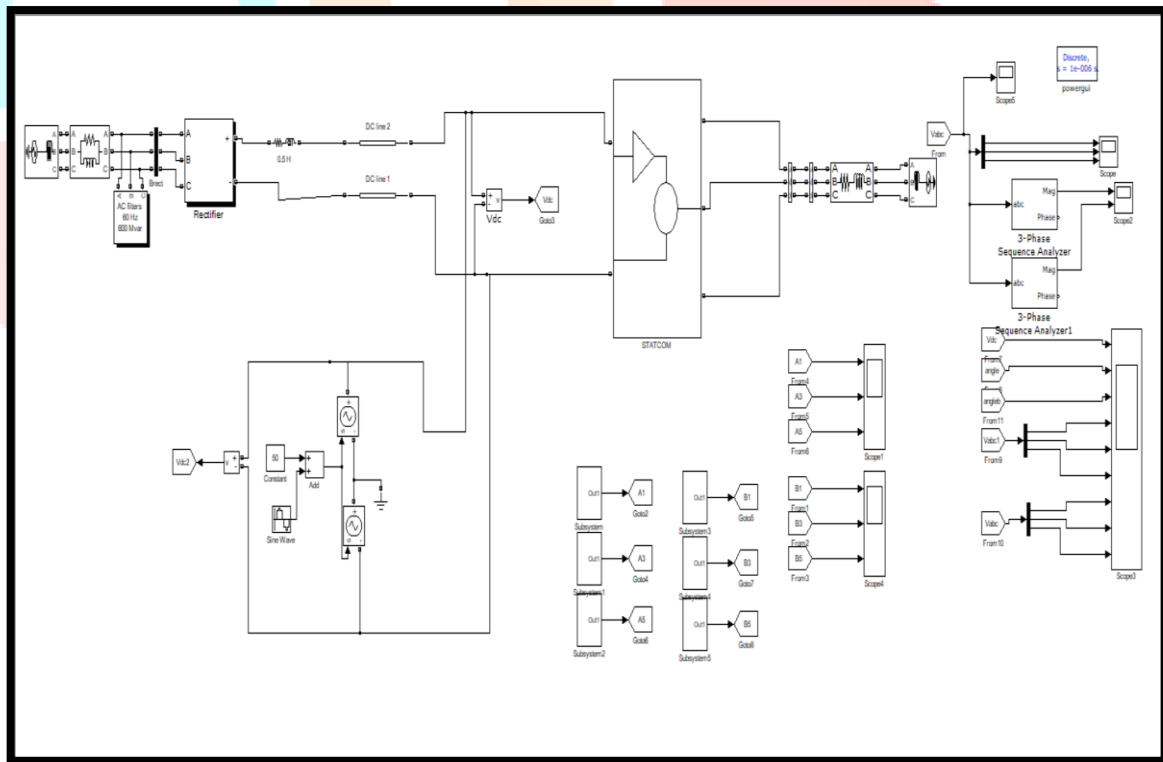 Discrete,
s = 1e-006 s.
powergui
Scope5
Vabc
From
Scope
Mag
abc
Phase
Scope2
3-Phase
Sequence Analyzer
Mag
abc
Phase
3-Phase
Sequence Analyzer1
A A A
B B B
C C C
Brect
AC filters
60 Hz
600 Mvar
A
B
C
+
-
Rectifier
0.5 H
DC line 2
DC line 1
+
-
v
Vdc
Vdc
Goto3
STATCOM
A A
B B
C C
A
B
C
Vdc2
v
+
-
50
Constant
+
+
Add
Sine Wave
s
+
-
s
+
-
Out1
Subsystem
A1
Goto2
Out1
Subsystem3
B1
Goto5
Out1
Subsystem1
A3
Goto4
Out1
Subsystem4
B3
Goto7
Out1
Subsystem2
A5
Goto6
Out1
Subsystem5
B5
Goto8
A1
From4
A3
From5
A5
From6
Scope1
B1
From1
B3
From2
B5
From3
Scope4
Vdc
From7
angle
angleb
From11
Vabc1
From9
Vabc
From10
Scope3